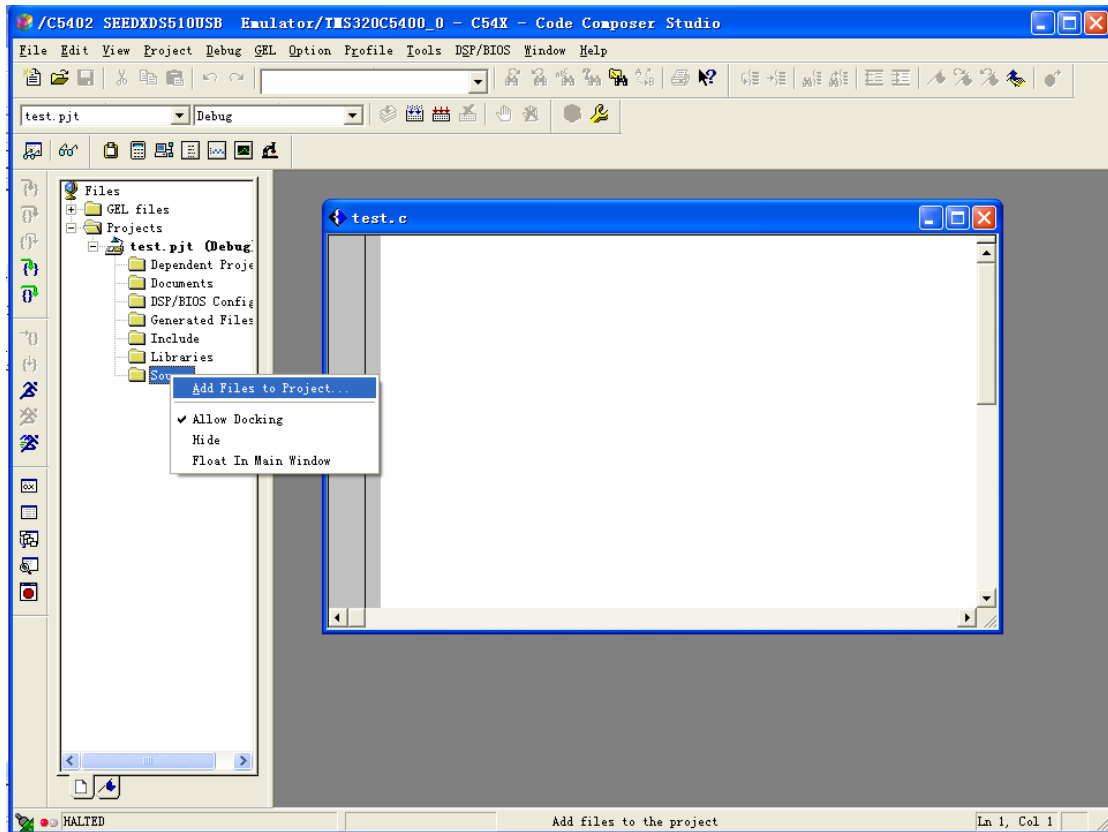 /C5402 SEEDXDS510USB Emulator/TMS320C5400_0 - C54X - Code Composer Studio
File Edit View Project Debug GEL Option Profile Tools DSP/BIOS Window Help
test.pjt Debug
Files
GEL files
Projects
test.pjt (Debug
Dependent Proje
Documents
DSP/BIOS Config
Generated Files
Include
Libraries
Sou
Add Files to Project...
Allow Docking
Hide
Float In Main Window
test.c
HALTED Add files to the project Ln 1, Col 1